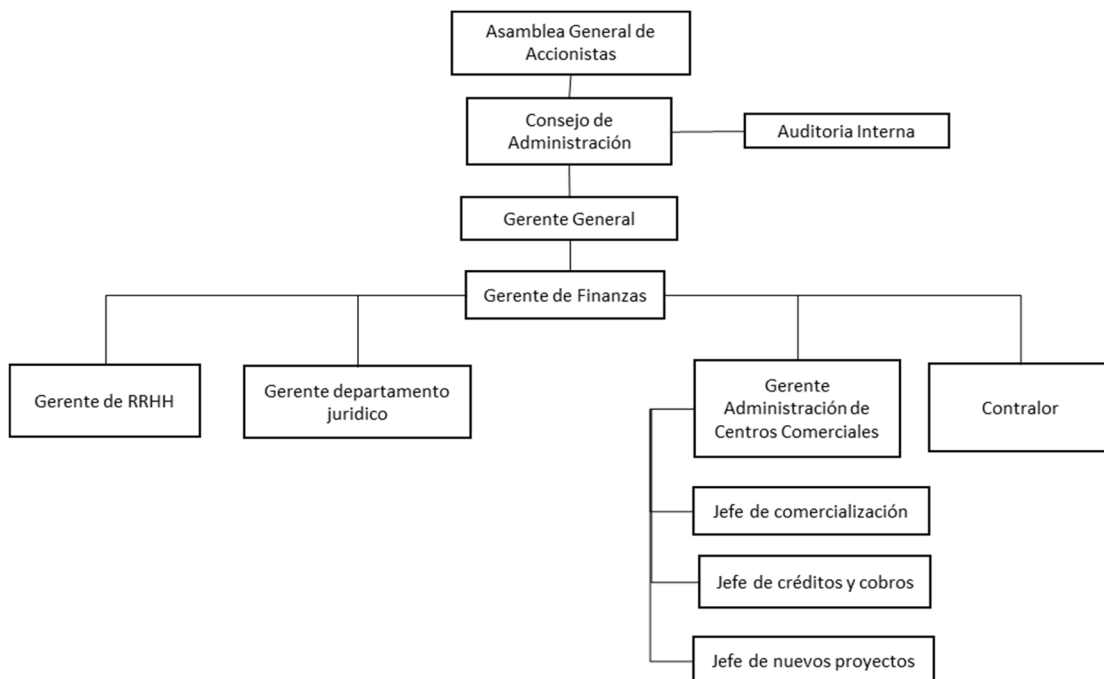 Asamblea General de
Accionistas
Consejo de
Administración
Auditoria Interna
Gerente General
Gerente de Finanzas
Gerente de RRHH
Gerente departamento
juridico
Gerente
Administración de
Centros Comerciales
Contralor
Jefe de comercialización
Jefe de créditos y cobros
Jefe de nuevos proyectos